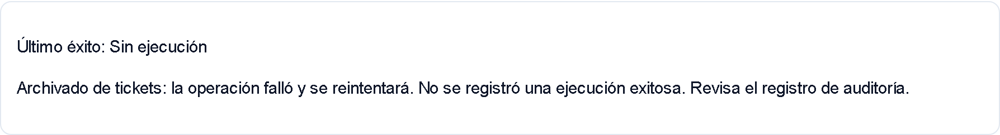 Último éxito: Sin ejecución
Archivado de tickets: la operación falló y se reintentará. No se registró una ejecución exitosa. Revisa el registro de auditoría.